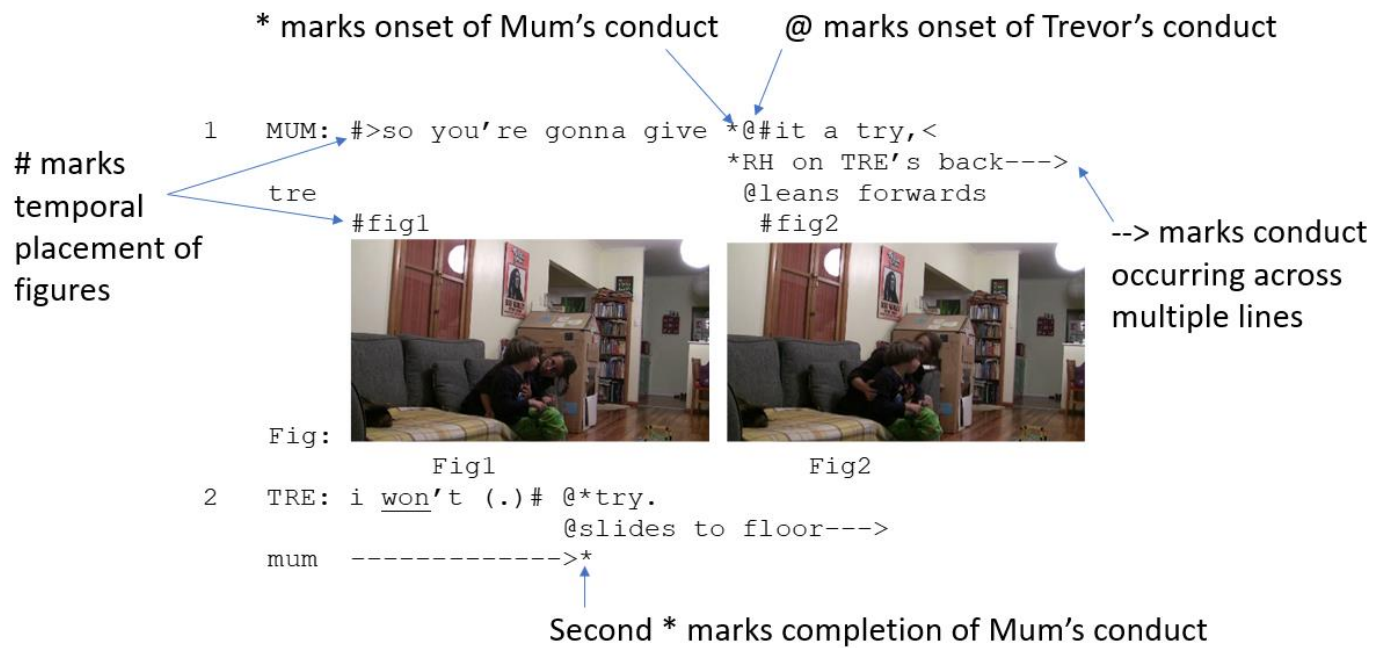 * marks onset of Mum's conduct
@ marks onset of Trevor's conduct
1 MUM: #>so you're gonna give *@#it a try,<
*RH on TRE's back--->
tre @leans forwards
#fig1 #fig2
# marks
temporal
placement of
figures
--> marks conduct
occurring across
multiple lines
Fig:
Fig1 Fig2
2 TRE: i won't (.)# @*try.
@slides to floor--->
mum ------------->*
Second * marks completion of Mum's conduct